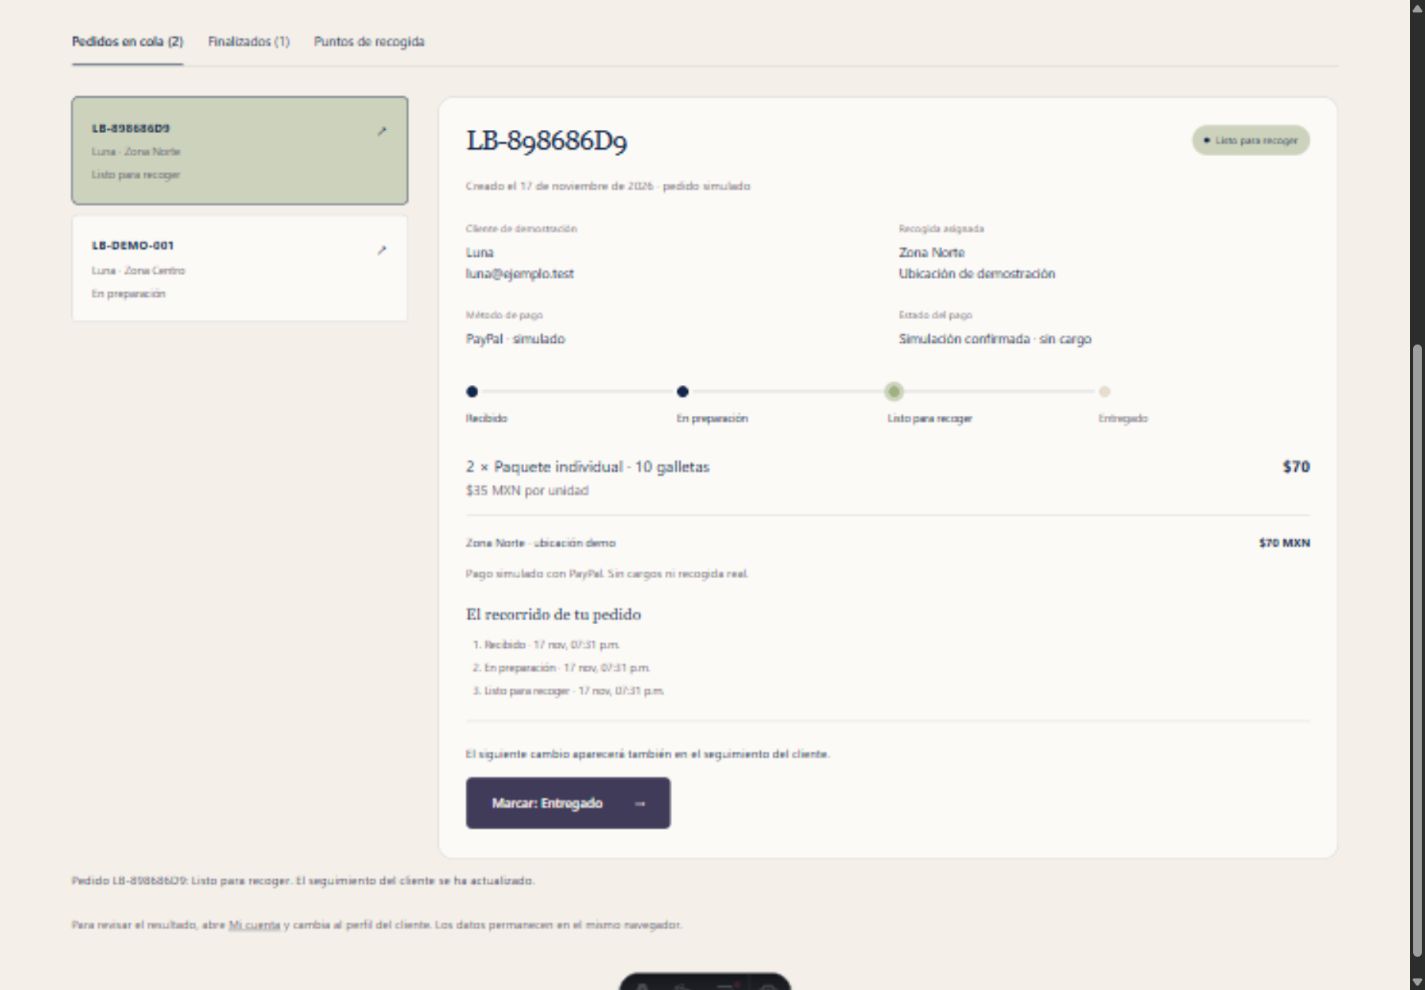 Pedidos en cola (2)
Finalizados (1)
Puntos de recogida
LB-898686D9
Luna · Zona Norte
Listo para recoger
LB-DEMO-001
Luna · Zona Centro
En preparación
LB-898686D9
Listo para recoger
Creado el 17 de noviembre de 2026 · pedido simulado
Cliente de demostración
Luna
luna@ejemplo.test
Recogida asignada
Zona Norte
Ubicación de demostración
Método de pago
PayPal · simulado
Estado del pago
Simulación confirmada · sin cargo
Recibido
En preparación
Listo para recoger
Entregado
2 × Paquete individual · 10 galletas
$70
$35 MXN por unidad
Zona Norte · ubicación demo
$70 MXN
Pago simulado con PayPal. Sin cargos ni recogida real.
El recorrido de tu pedido
1. Recibido · 17 nov, 07:31 p.m.
2. En preparación · 17 nov, 07:31 p.m.
3. Listo para recoger · 17 nov, 07:31 p.m.
El siguiente cambio aparecerá también en el seguimiento del cliente.
Marcar: Entregado →
Pedido LB-898686D9: Listo para recoger. El seguimiento del cliente se ha actualizado.
Para revisar el resultado, abre Mi cuenta y cambia al perfil del cliente. Los datos permanecen en el mismo navegador.